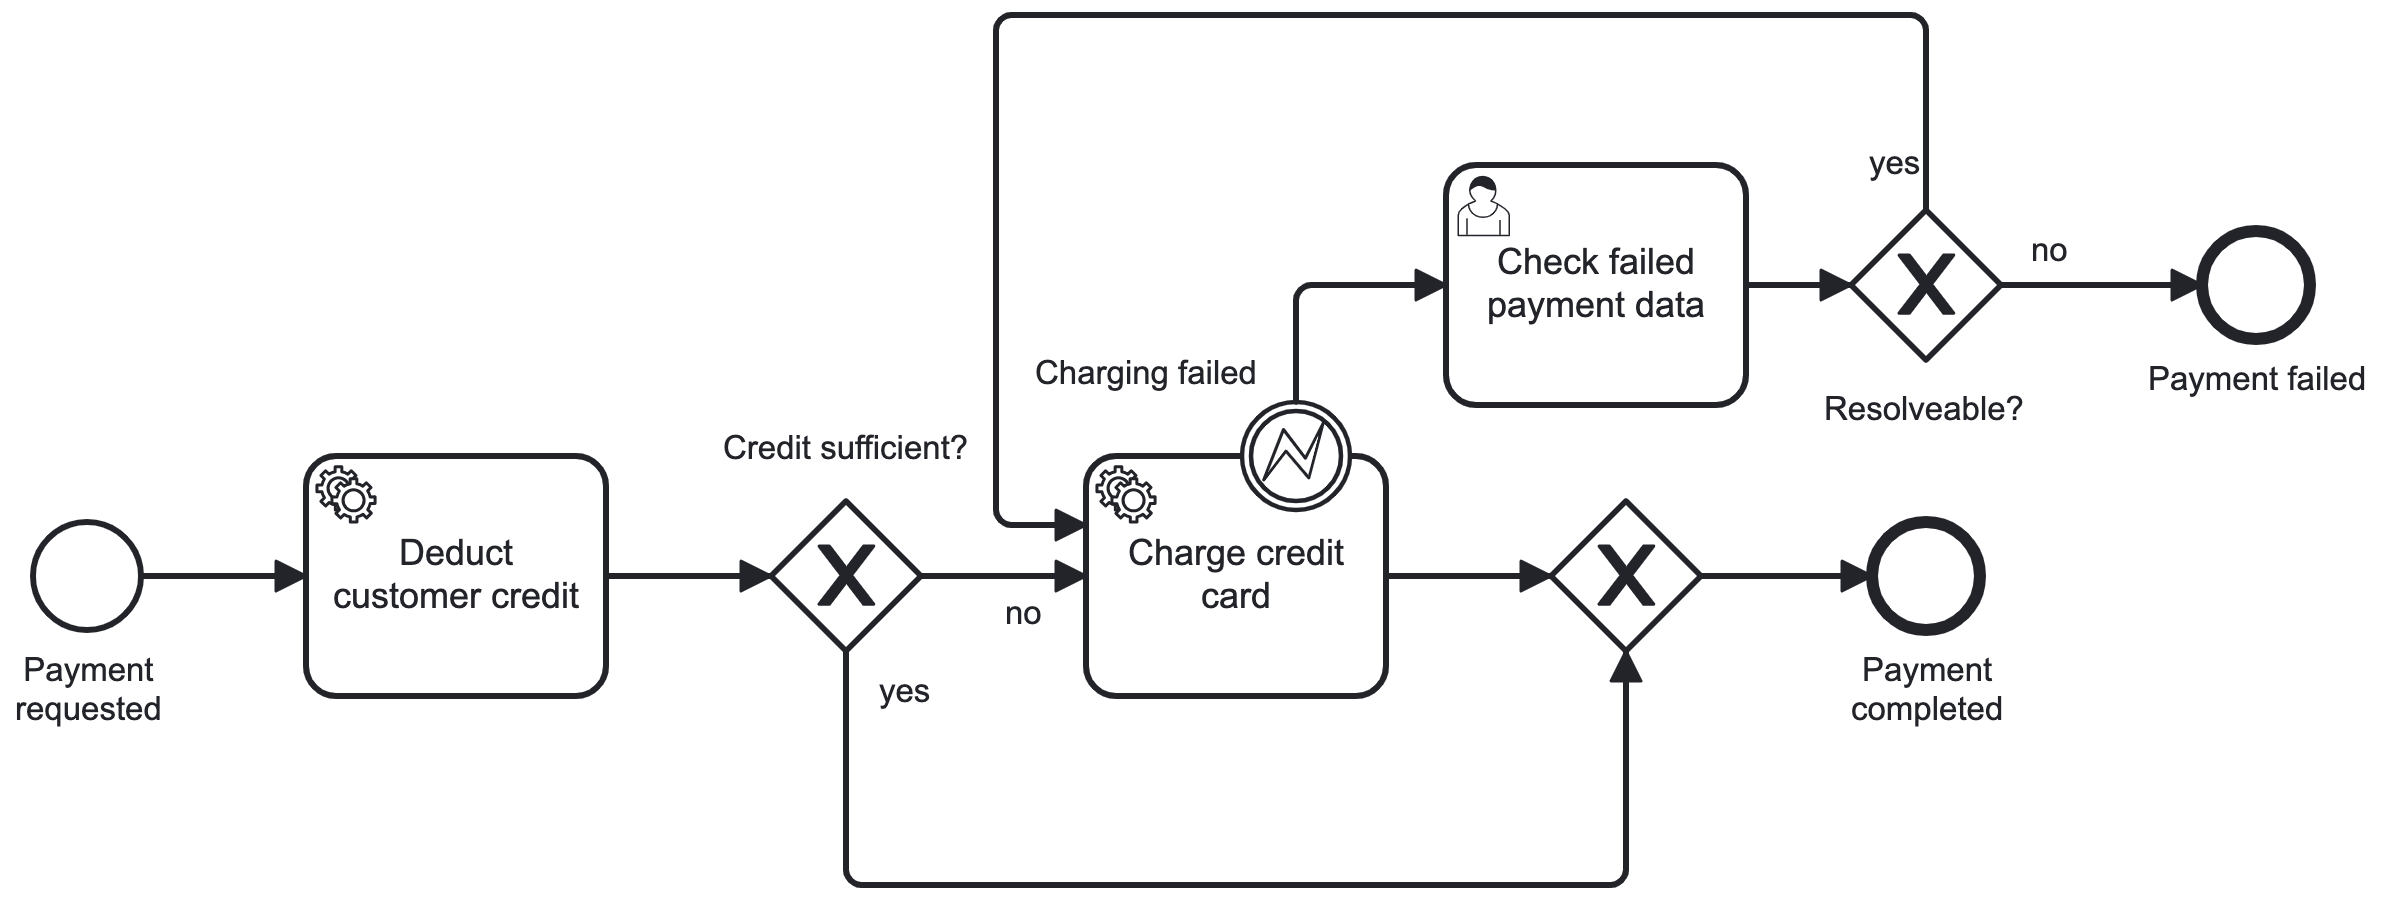 yes
no
Check failed
payment data
Charging failed
Payment failed
Resolveable?
Credit sufficient?
Deduct
customer credit
Charge credit
card
no
Payment
requested
yes
Payment
completed